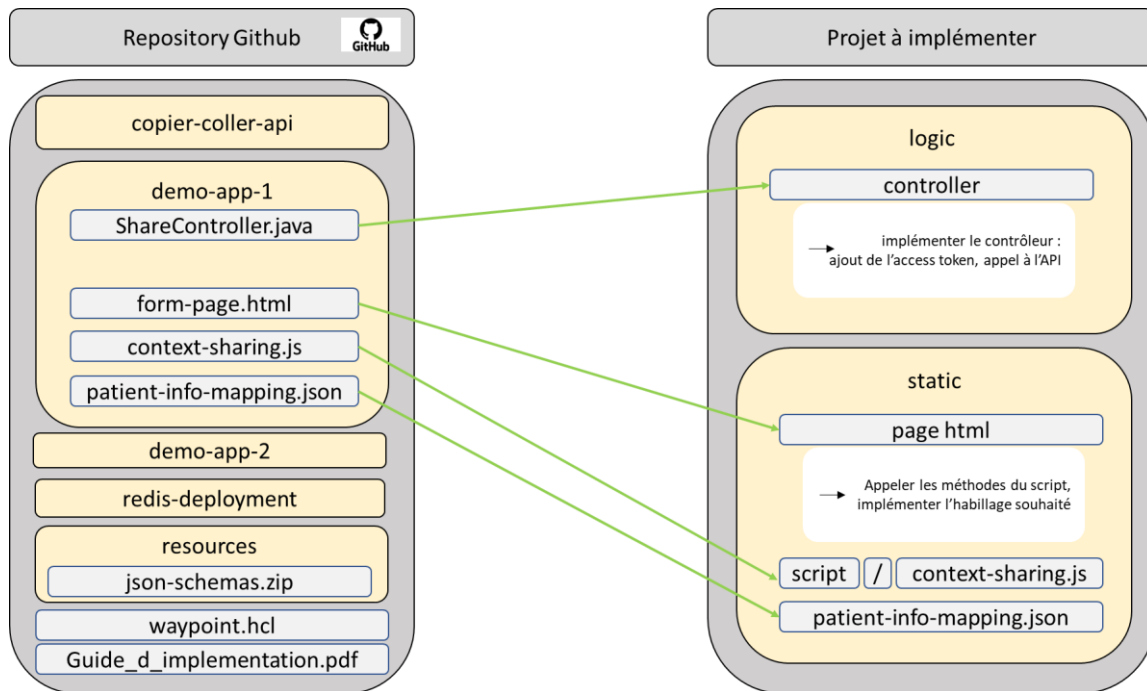 Repository Github
GitHub
copier-coller-api
demo-app-1
ShareController.java
form-page.html
context-sharing.js
patient-info-mapping.json
demo-app-2
redis-deployment
resources
json-schemas.zip
waypoint.hcl
Guide_d_implementation.pdf
Projet à implémenter
logic
controller
implémenter le contrôleur :
ajout de l’access token, appel à l’API
static
page html
Appeler les méthodes du script,
implémenter l’habillage souhaité
script / context-sharing.js
patient-info-mapping.json